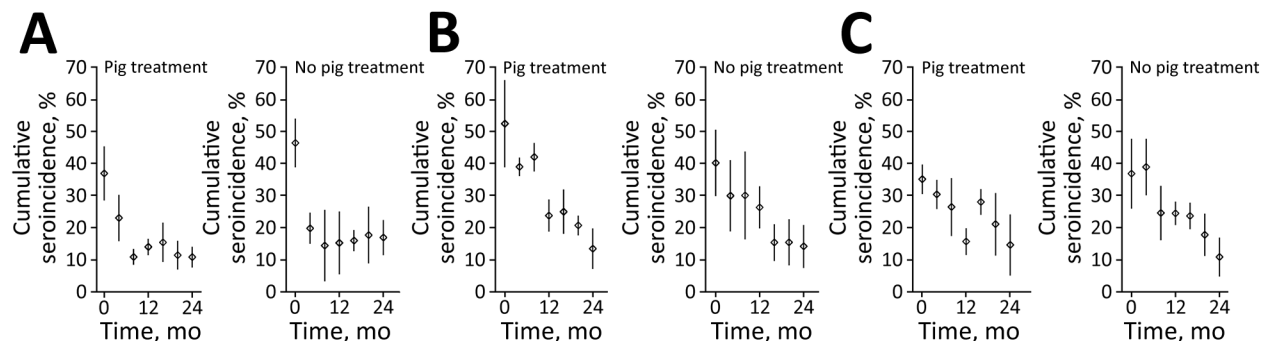 A
B
C
Pig treatment
No pig treatment
Pig treatment
No pig treatment
Pig treatment
No pig treatment
Cumulative
seroincidence, %
70
60
50
40
30
20
10
0
0 12 24
Time, mo
Cumulative
seroincidence, %
70
60
50
40
30
20
10
0
0 12 24
Time, mo
Cumulative
seroincidence, %
70
60
50
40
30
20
10
0
0 12 24
Time, mo
Cumulative
seroincidence, %
70
60
50
40
30
20
10
0
0 12 24
Time, mo
Cumulative
seroincidence, %
70
60
50
40
30
20
10
0
0 12 24
Time, mo
Cumulative
seroincidence, %
70
60
50
40
30
20
10
0
0 12 24
Time, mo